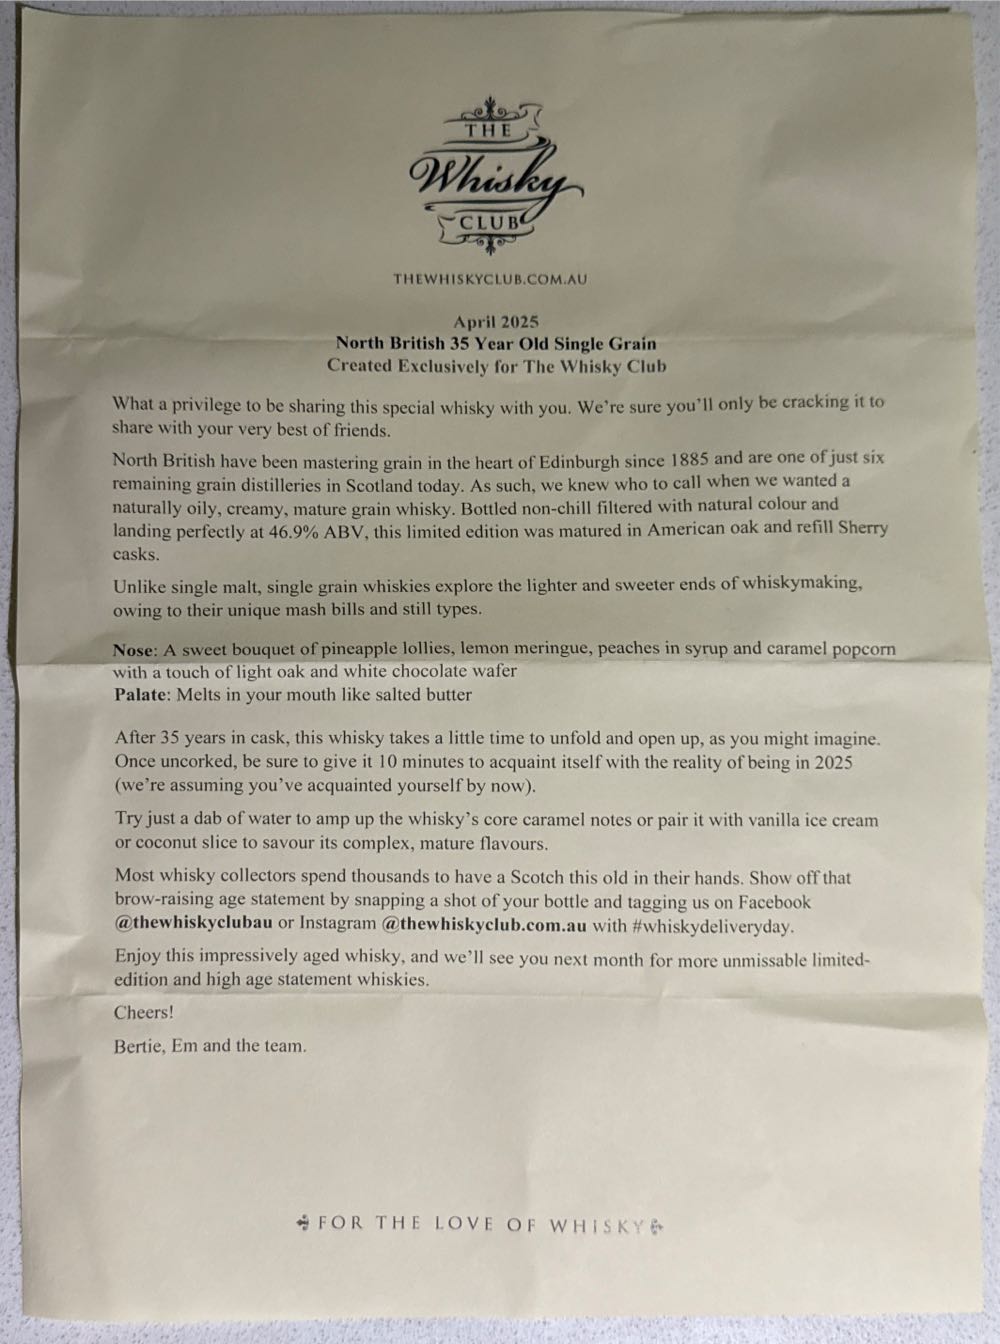 THE
Whisky
CLUB
THEWHISKYCLUB.COM.AU
April 2025
North British 35 Year Old Single Grain
Created Exclusively for The Whisky Club
What a privilege to be sharing this special whisky with you. We're sure you'll only be cracking it to
share with your very best of friends.
North British have been mastering grain in the heart of Edinburgh since 1885 and are one of just six
remaining grain distilleries in Scotland today. As such, we knew who to call when we wanted a
naturally oily, creamy, mature grain whisky. Bottled non-chill filtered with natural colour and
landing perfectly at 46.9% ABV, this limited edition was matured in American oak and refill Sherry
casks.
Unlike single malt, single grain whiskies explore the lighter and sweeter ends of whiskymaking,
owing to their unique mash bills and still types.
Nose: A sweet bouquet of pineapple lollies, lemon meringue, peaches in syrup and caramel popcorn
with a touch of light oak and white chocolate wafer
Palate: Melts in your mouth like salted butter
After 35 years in cask, this whisky takes a little time to unfold and open up, as you might imagine.
Once uncorked, be sure to give it 10 minutes to acquaint itself with the reality of being in 2025
(we're assuming you've acquainted yourself by now).
Try just a dab of water to amp up the whisky's core caramel notes or pair it with vanilla ice cream
or coconut slice to savour its complex, mature flavours.
Most whisky collectors spend thousands to have a Scotch this old in their hands. Show off that
brow-raising age statement by snapping a shot of your bottle and tagging us on Facebook
@thewhiskyclubau or Instagram @thewhiskyclub.com.au with #whiskydeliveryday.
Enjoy this impressively aged whisky, and we'll see you next month for more unmissable limited-
edition and high age statement whiskies.
Cheers!
Bertie, Em and the team.
FOR THE LOVE OF WHISKY